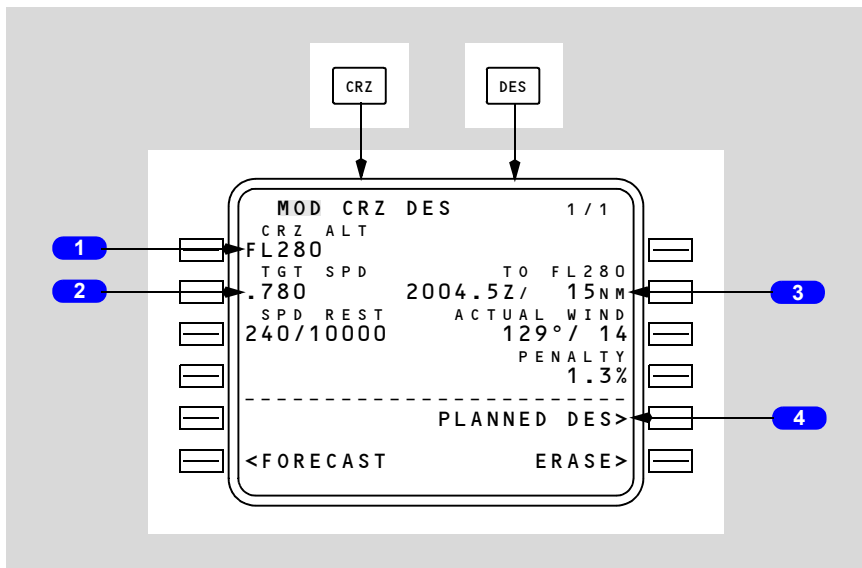 CRZ DES
MOD CRZ DES 1/1
CRZ ALT
1 FL280
TGT SPD TO FL280
2 .780 2004.5Z/ 15NM 3
SPD REST ACTUAL WIND
240/10000 129°/ 14
PENALTY
1.3%
PLANNED DES> 4
<FORECAST ERASE>